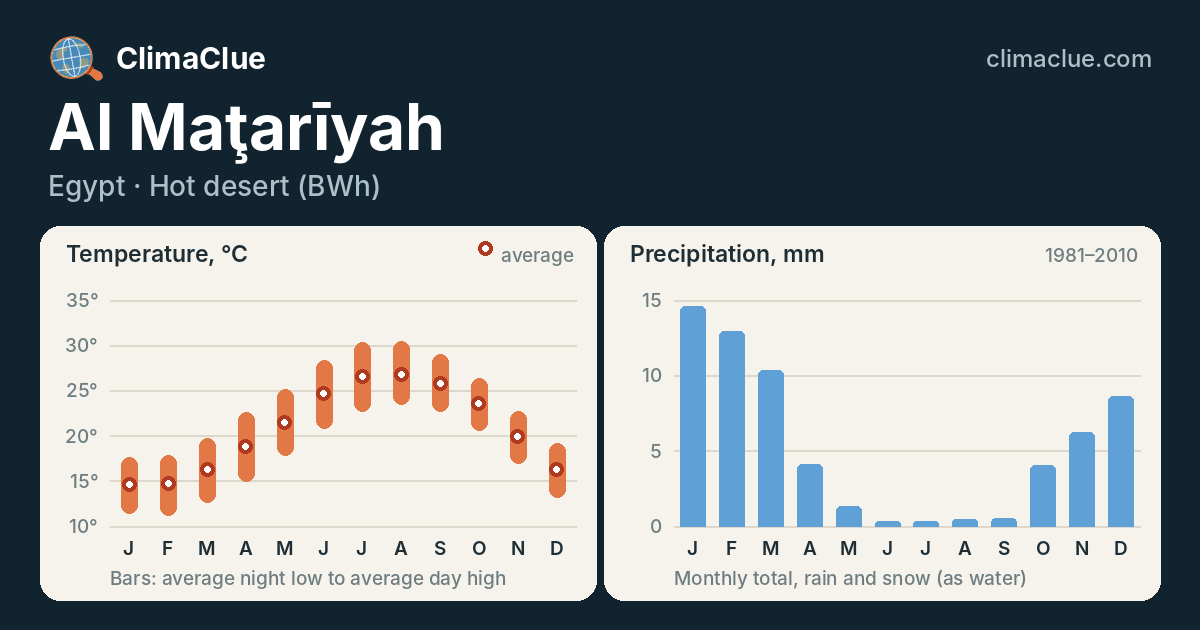 ClimaClue
climaclue.com
Al Maţarīyah
Egypt · Hot desert (BWh)
Temperature, °C
average
35°
30°
25°
20°
15°
10°
J F M A M J J A S O N D
Bars: average night low to average day high
Precipitation, mm
1981–2010
15
10
5
0
J F M A M J J A S O N D
Monthly total, rain and snow (as water)